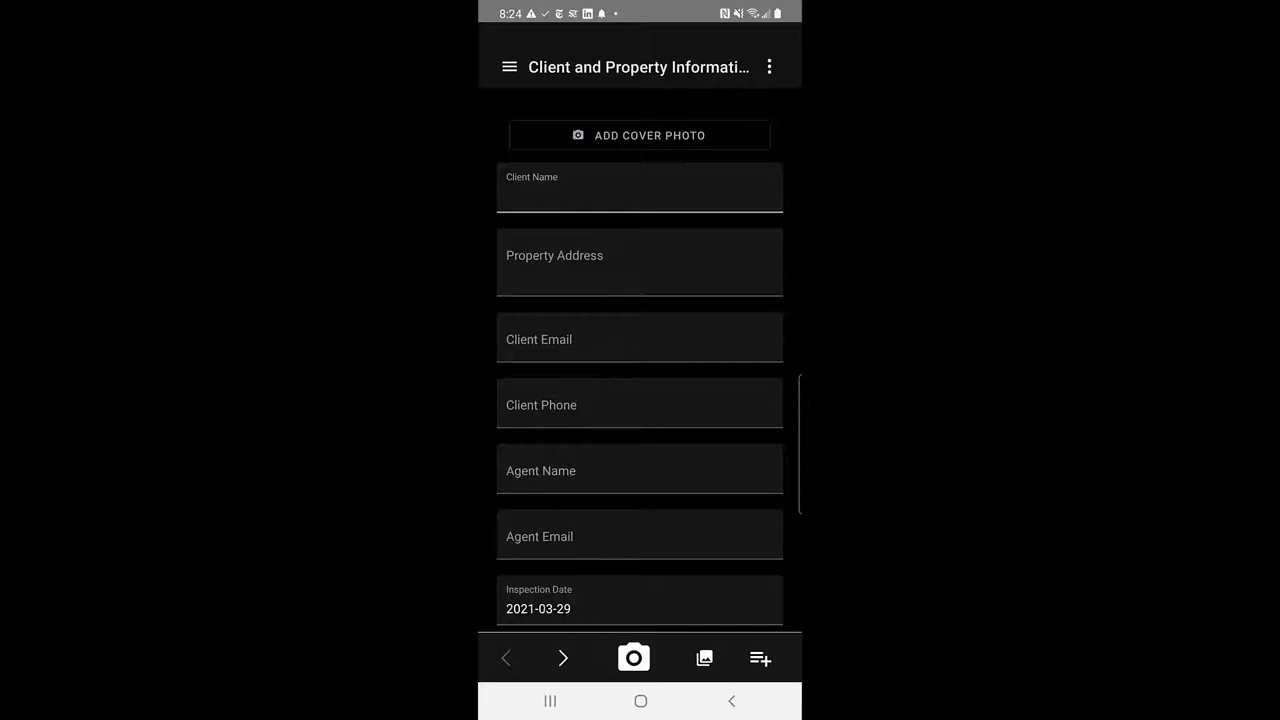 8:24
Client and Property Informati...
ADD COVER PHOTO
Client Name
Property Address
Client Email
Client Phone
Agent Name
Agent Email
Inspection Date
2021-03-29